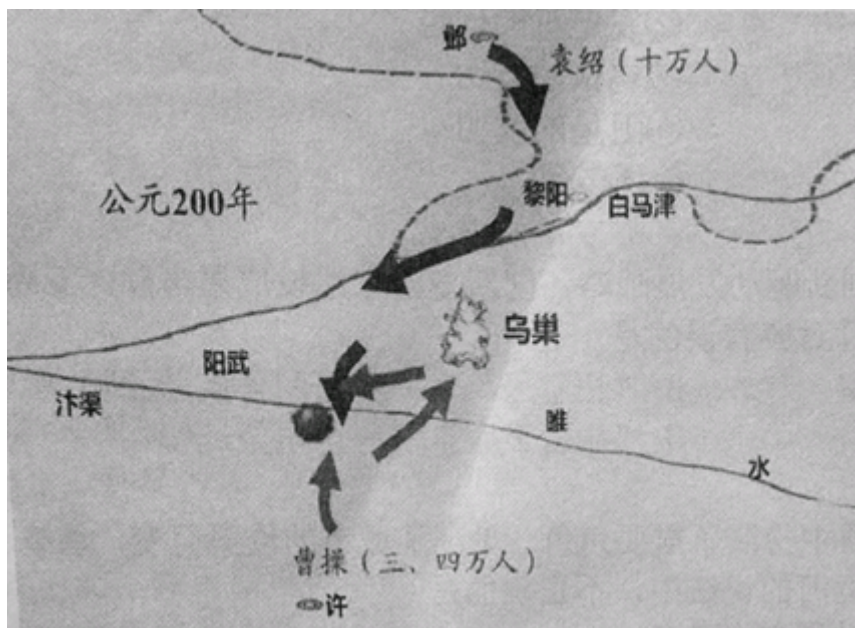 邺
袁绍（十万人）
公元200年
黎阳
白马津
乌巢
阳武
汴渠
睢
水
曹操（三、四万人）
许